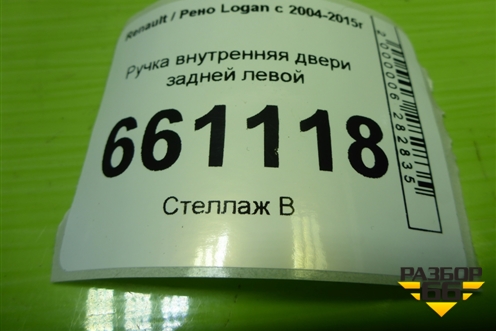 Renault / Рено Logan с 2004-2015г
Ручка внутренняя двери
задней левой
661118
Стеллаж В
2000006282835
РАЗБОР
66